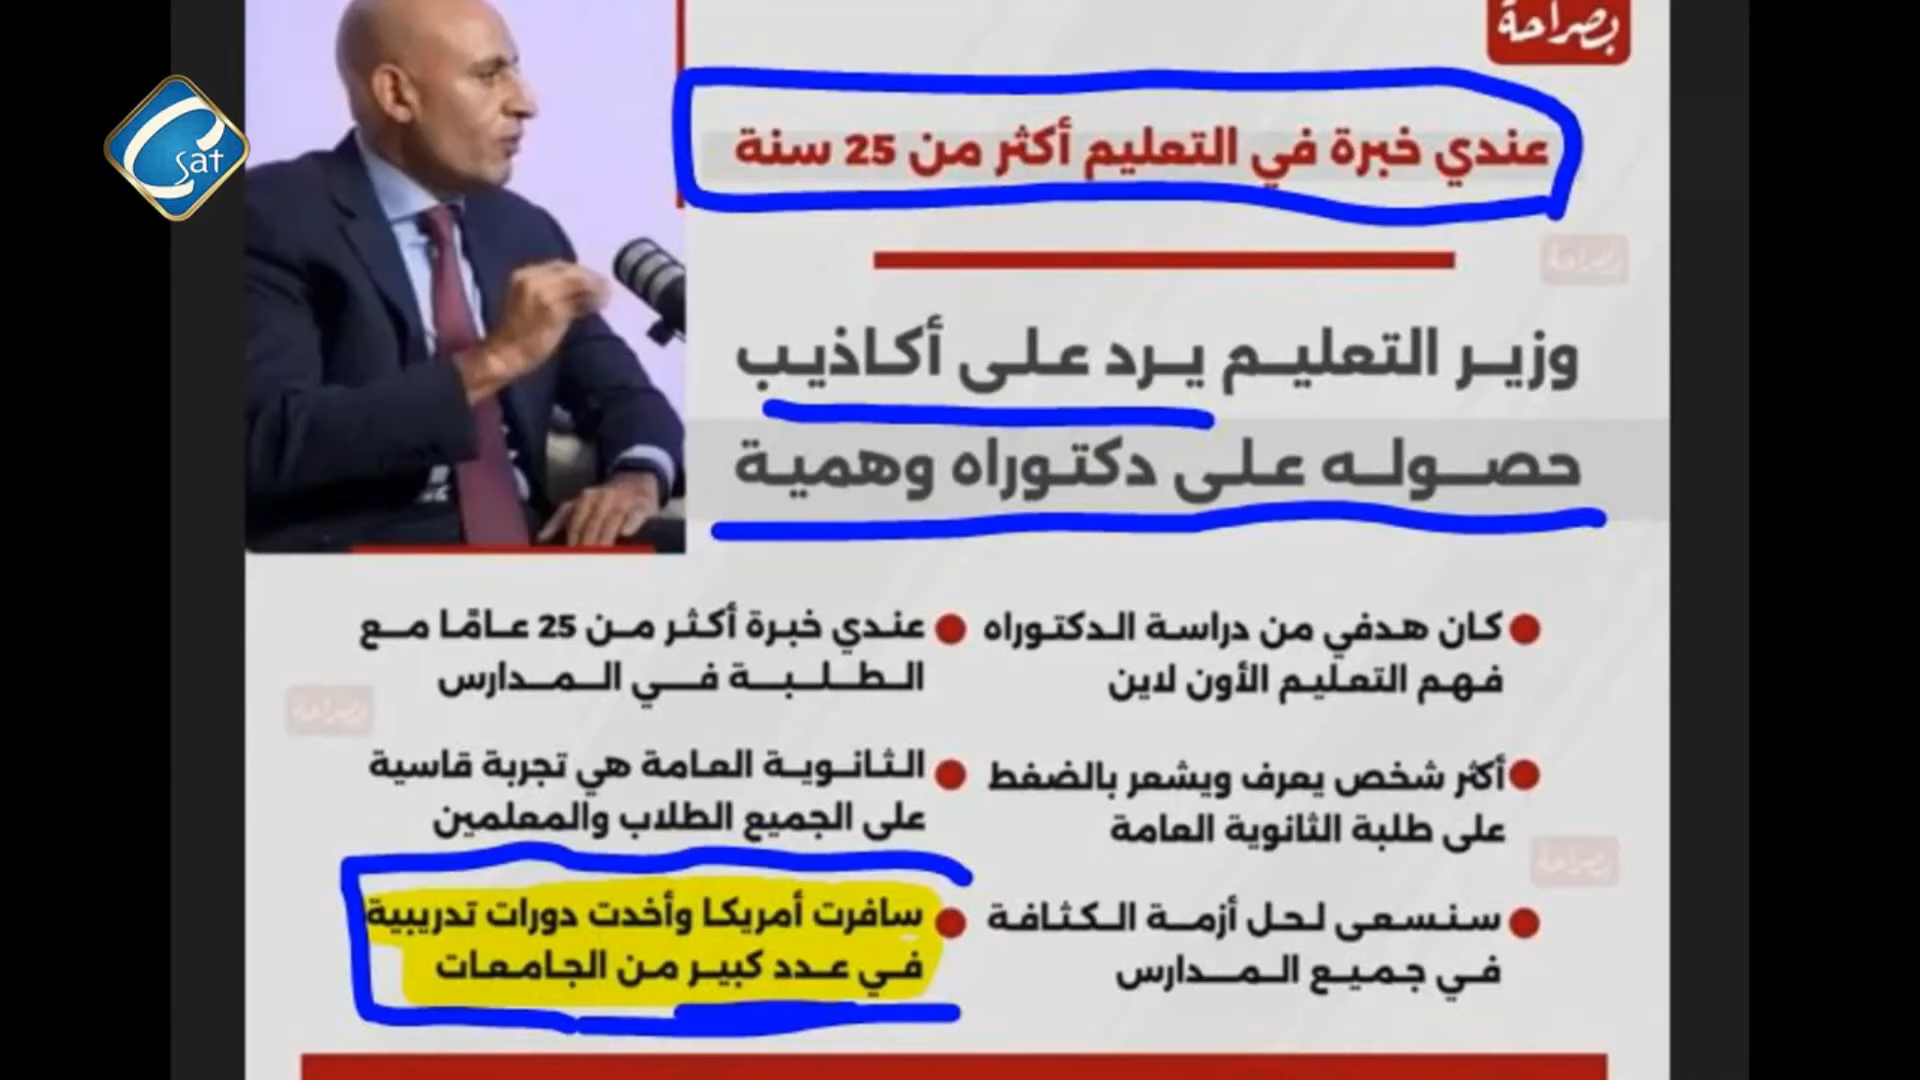 بصراحة
C sat
عندي خبرة في التعليم أكثر من 25 سنة
بصراحة
وزير التعليم يرد على أكاذيب
حصوله على دكتوراه وهمية
كان هدفي من دراسة الدكتوراه
فهم التعليم الأون لاين
عندي خبرة أكثر من 25 عامًا مع
الطلبة في المدارس
بصراحة
أكثر شخص يعرف ويشعر بالضغط
على طلبة الثانوية العامة
الثانوية العامة هي تجربة قاسية
على الجميع الطلاب والمعلمين
بصراحة
سنسعى لحل أزمة الكثافة
في جميع المدارس
سافرت أمريكا وأخدت دورات تدريبية
في عدد كبير من الجامعات